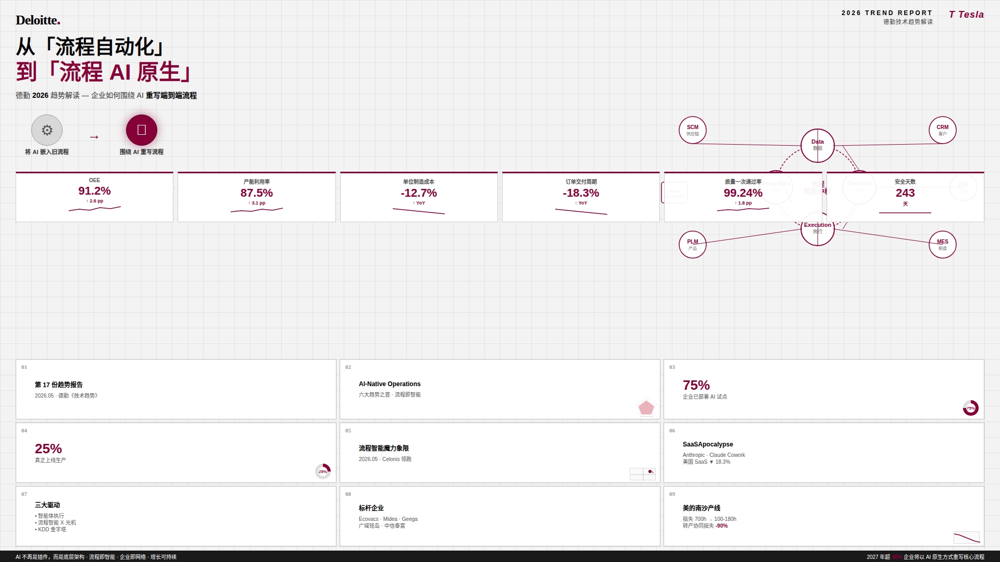 Deloitte.
2026 TREND REPORT
德勤技术趋势解读
T Tesla
从「流程自动化」
到「流程 AI 原生」
德勤 2026 趋势解读 — 企业如何围绕 AI 重写端到端流程
⚙
→
将 AI 嵌入旧流程
围绕 AI 重写流程
SCM
供应链
CRM
客户
Data
数据
OEE
91.2%
↑ 2.6 pp
产能利用率
87.5%
↑ 3.1 pp
单位制造成本
-12.7%
↑ YoY
订单交付周期
-18.3%
↑ YoY
质量一次通过率
99.24%
↑ 1.8 pp
安全天数
243
天
Semantics
Decision
ERP
Execution
执行
PLM
产品
MES
制造
01
第 17 份趋势报告
2026.05 · 德勤《技术趋势》
02
AI-Native Operations
六大趋势之首 · 流程即智能
03
75%
企业已部署 AI 试点
75%
04
25%
真正上线生产
25%
05
流程智能魔力象限
2026.05 · Celonis 领跑
L
06
SaaSApocalypse
Anthropic · Claude Cowork
美国 SaaS ▼ 18.3%
07
三大驱动
• 智能体执行
• 流程智能 X 光机
• KDD 金字塔
08
标杆企业
Ecovacs · Midea · Geega
广域铭岛 · 中信泰富
09
美的南沙产线
损失 700h → 100-180h
转产协同损失 -90%
AI 不再是插件，而是底层架构 · 流程即智能 · 企业即网络 · 增长可持续
2027 年超 40% 企业将以 AI 原生方式重写核心流程